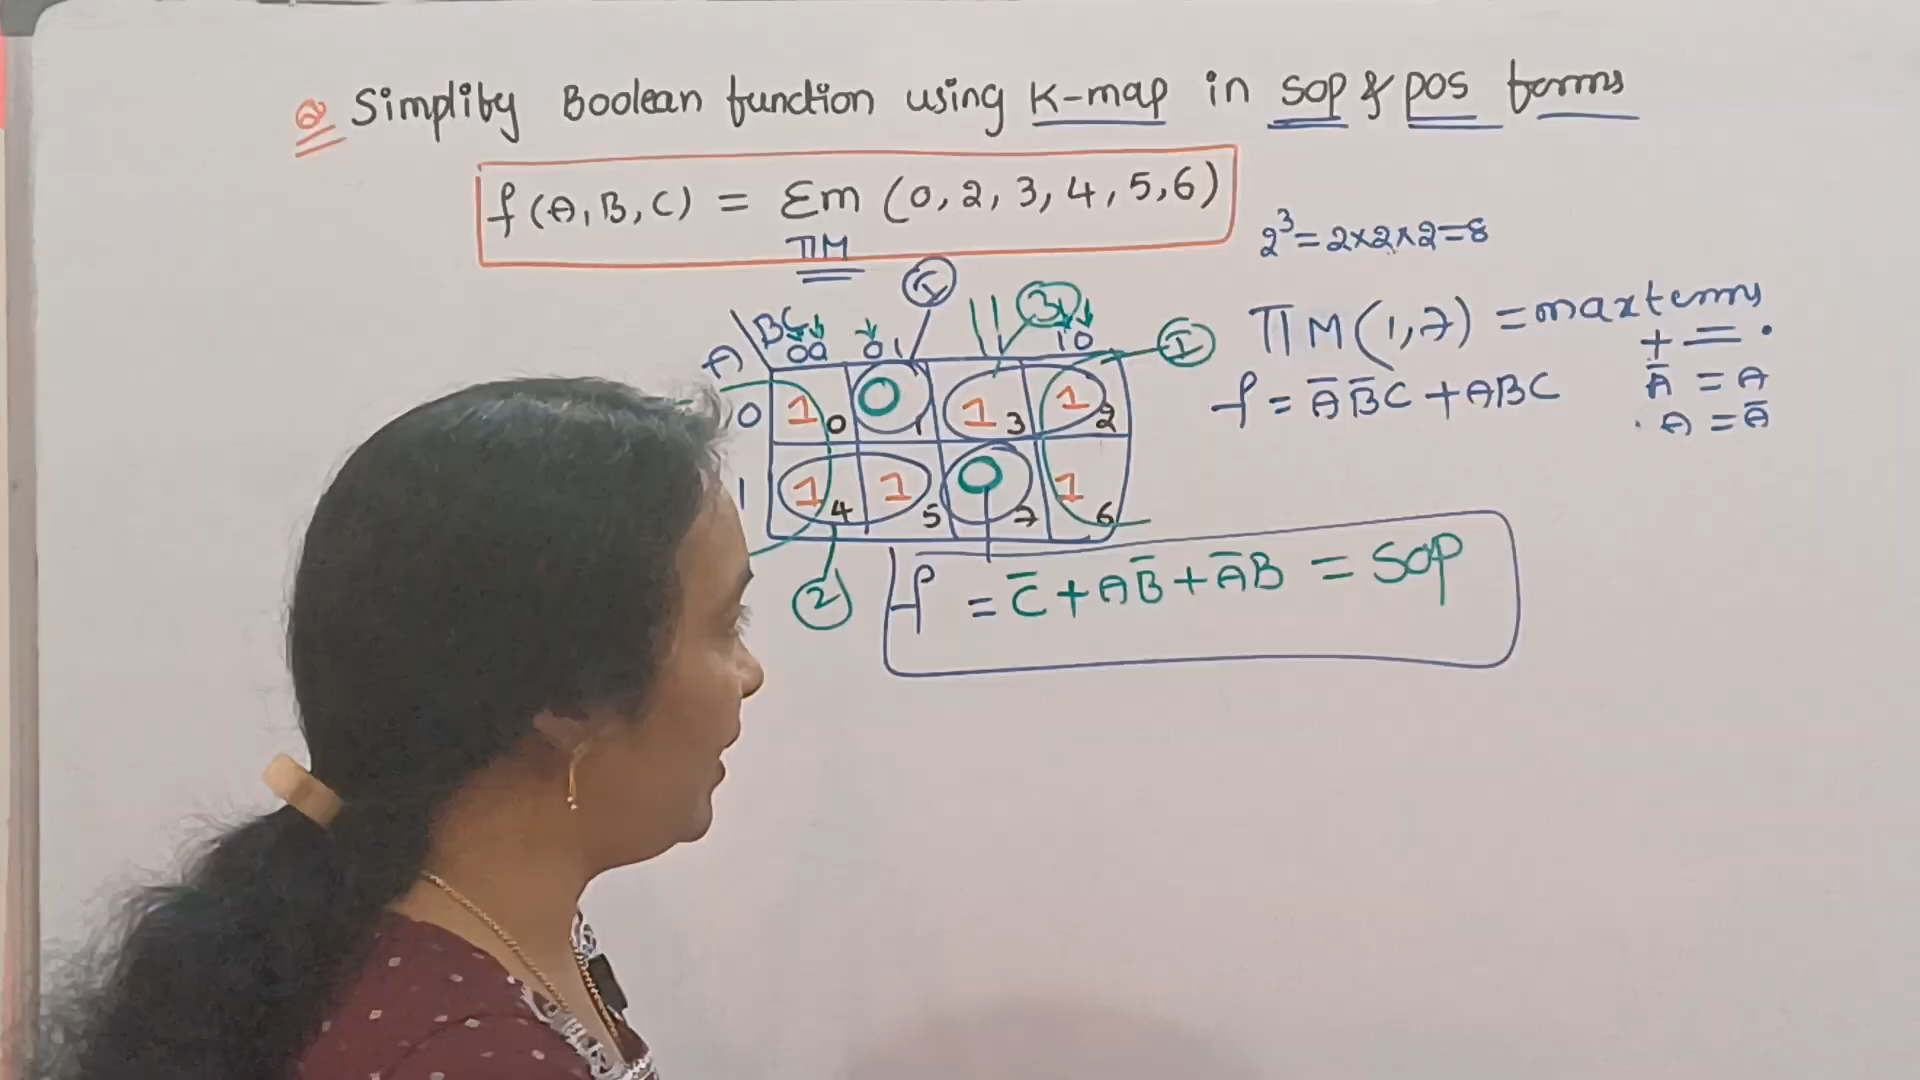 Q Simplify Boolean function using K-map in SOP & POS terms
f (A, B, C) = Σm (0, 2, 3, 4, 5, 6)
ΠM
2³ = 2×2×2=8
I
3
I
BC
A
00 01 11 10
0 1 0 0 1 1 3 1 2
1 1 4 1 5 0 7 1 6
2
ΠM(1,7) = maxterms
f = A̅B̅C + ABC
+ = .
A̅ = A
A = A̅
f = C̅ + AB̅ + A̅B = SOP